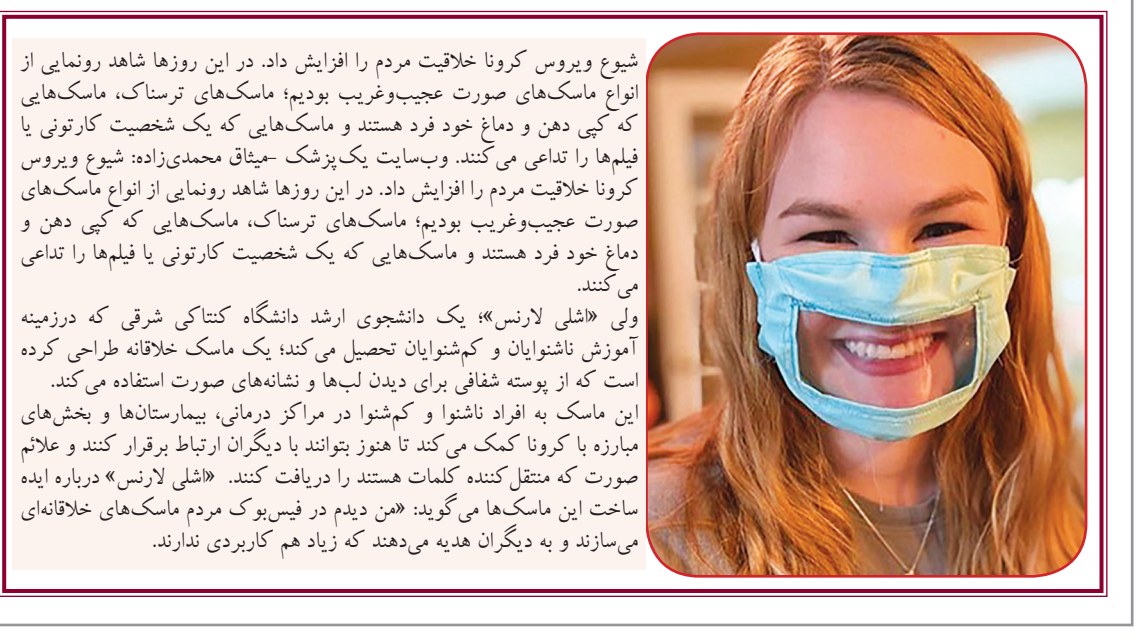 شیوع ویروس کرونا خلاقیت مردم را افزایش داد. در این روزها شاهد رونمایی از
انواع ماسک‌های صورت عجیب‌وغریب بودیم؛ ماسک‌های ترسناک، ماسک‌هایی
که کپی دهن و دماغ خود فرد هستند و ماسک‌هایی که یک شخصیت کارتونی یا
فیلم‌ها را تداعی می‌کنند. وب‌سایت یک‌پزشک -میثاق محمدی‌زاده: شیوع ویروس
کرونا خلاقیت مردم را افزایش داد. در این روزها شاهد رونمایی از انواع ماسک‌های
صورت عجیب‌وغریب بودیم؛ ماسک‌های ترسناک، ماسک‌هایی که کپی دهن و
دماغ خود فرد هستند و ماسک‌هایی که یک شخصیت کارتونی یا فیلم‌ها را تداعی
می‌کنند.
ولی «اشلی لارنس»؛ یک دانشجوی ارشد دانشگاه کنتاکی شرقی که درزمینه
آموزش ناشنوایان و کم‌شنوایان تحصیل می‌کند؛ یک ماسک خلاقانه طراحی کرده
است که از پوسته شفافی برای دیدن لب‌ها و نشانه‌های صورت استفاده می‌کند.
این ماسک به افراد ناشنوا و کم‌شنوا در مراکز درمانی، بیمارستان‌ها و بخش‌های
مبارزه با کرونا کمک می‌کند تا هنوز بتوانند با دیگران ارتباط برقرار کنند و علائم
صورت که منتقل‌کننده کلمات هستند را دریافت کنند. «اشلی لارنس» درباره ایده
ساخت این ماسک‌ها می‌گوید: «من دیدم در فیس‌بوک مردم ماسک‌های خلاقانه‌ای
می‌سازند و به دیگران هدیه می‌دهند که زیاد هم کاربردی ندارند.